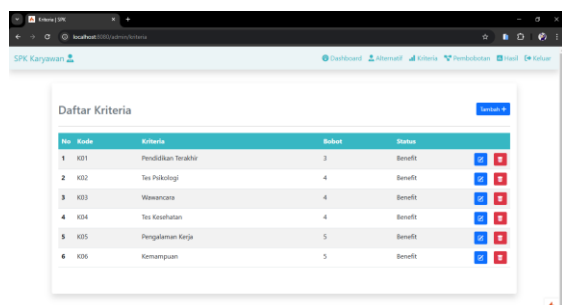 Kriteria | SPK
localhost:8080/admin/kriteria
SPK Karyawan
Dashboard Alternatif Kriteria Pembobotan Hasil Keluar
Daftar Kriteria
Tambah +
No Kode Kriteria Bobot Status
1 K01 Pendidikan Terakhir 3 Benefit
2 K02 Tes Psikologi 4 Benefit
3 K03 Wawancara 4 Benefit
4 K04 Tes Kesehatan 4 Benefit
5 K05 Pengalaman Kerja 5 Benefit
6 K06 Kemampuan 5 Benefit